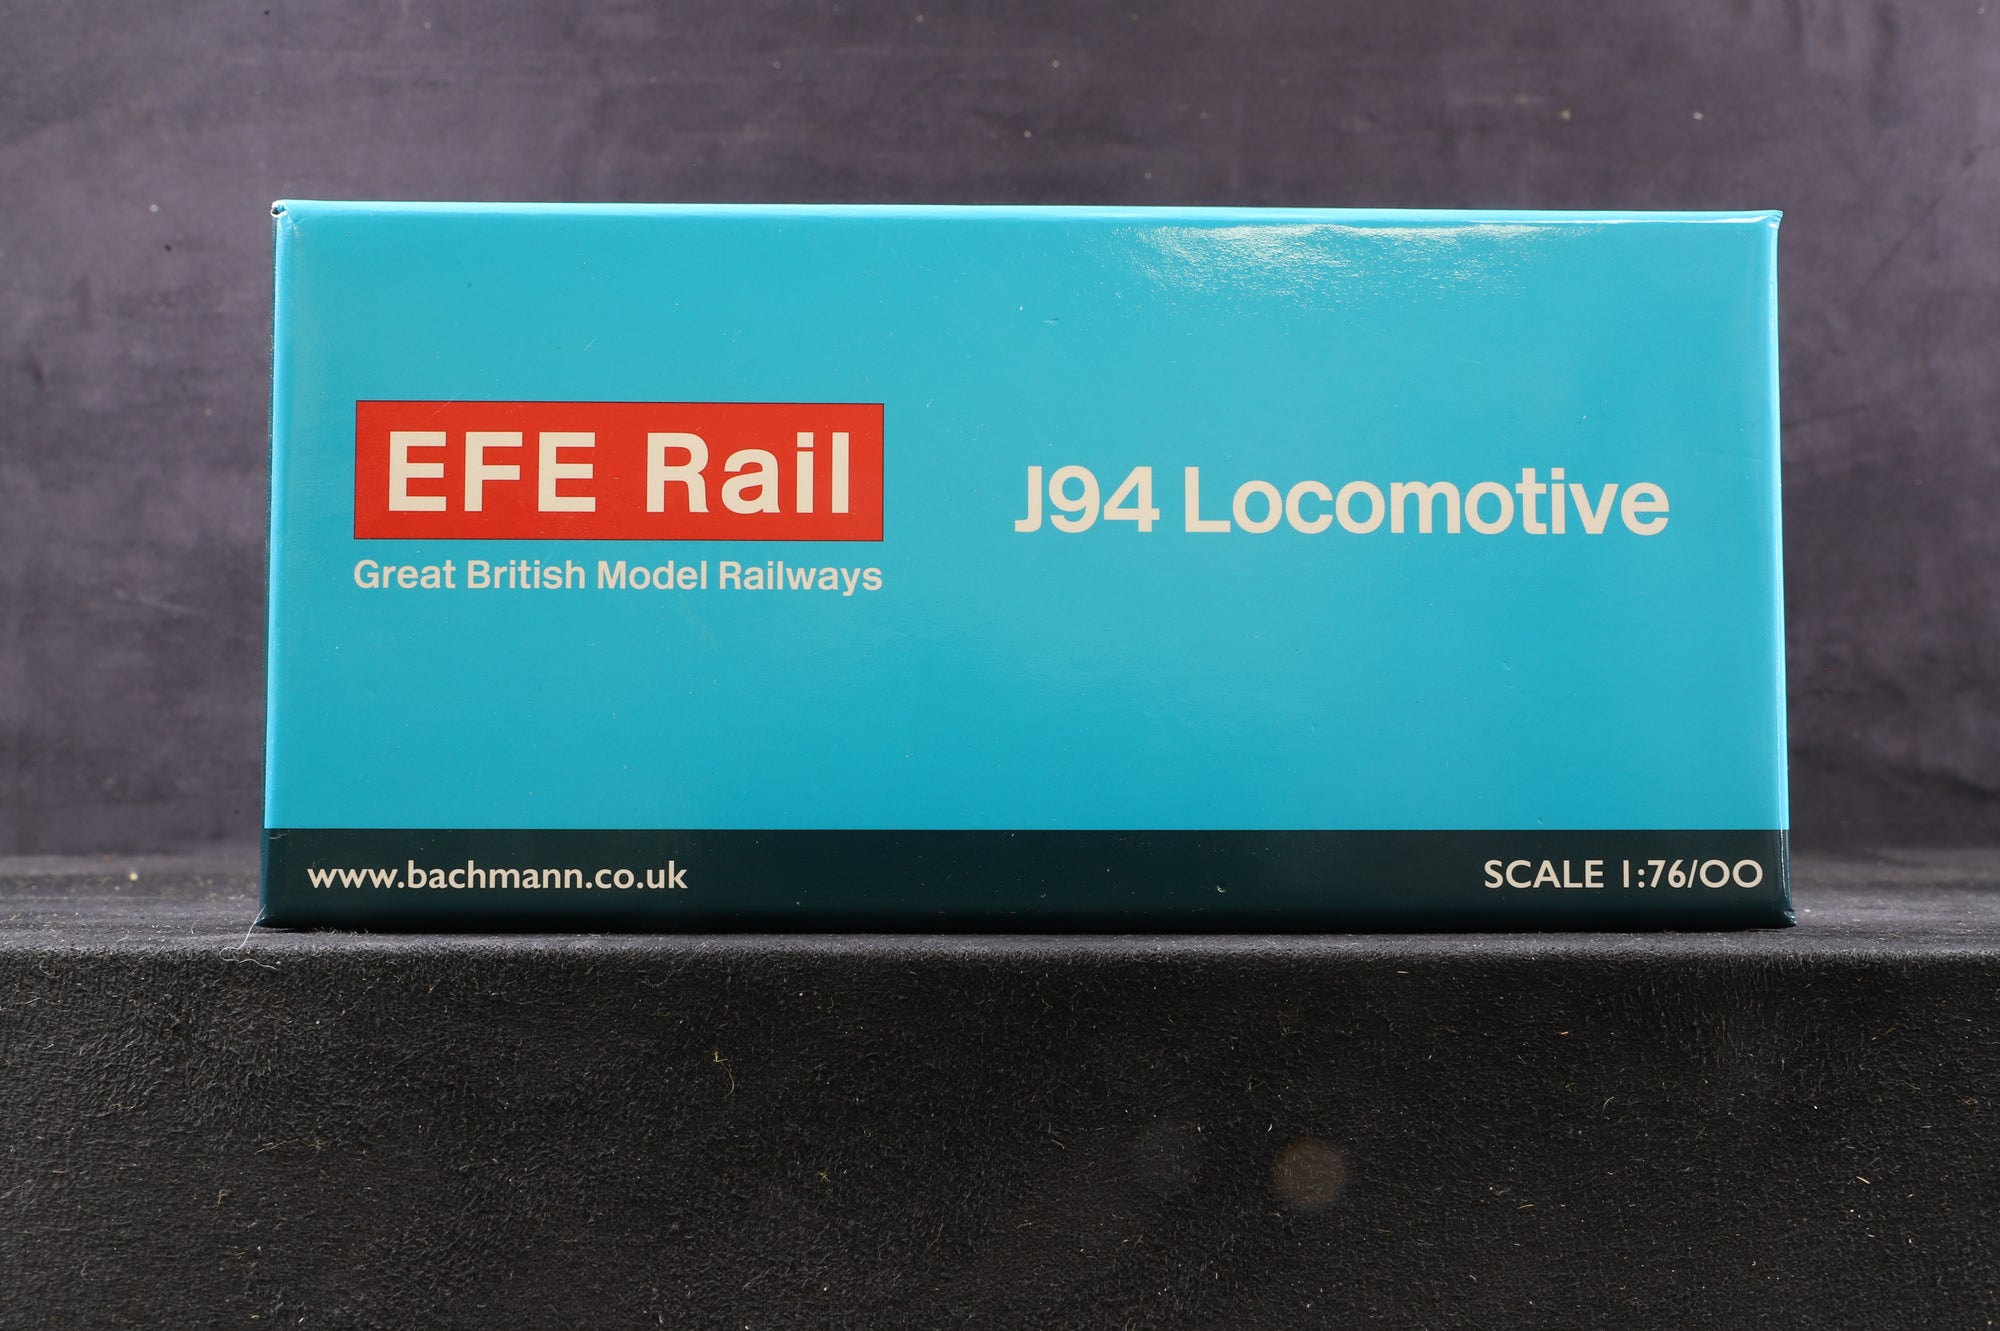 EFE Rail
Great British Model Railways
J94 Locomotive
www.bachmann.co.uk
SCALE 1:76/OO